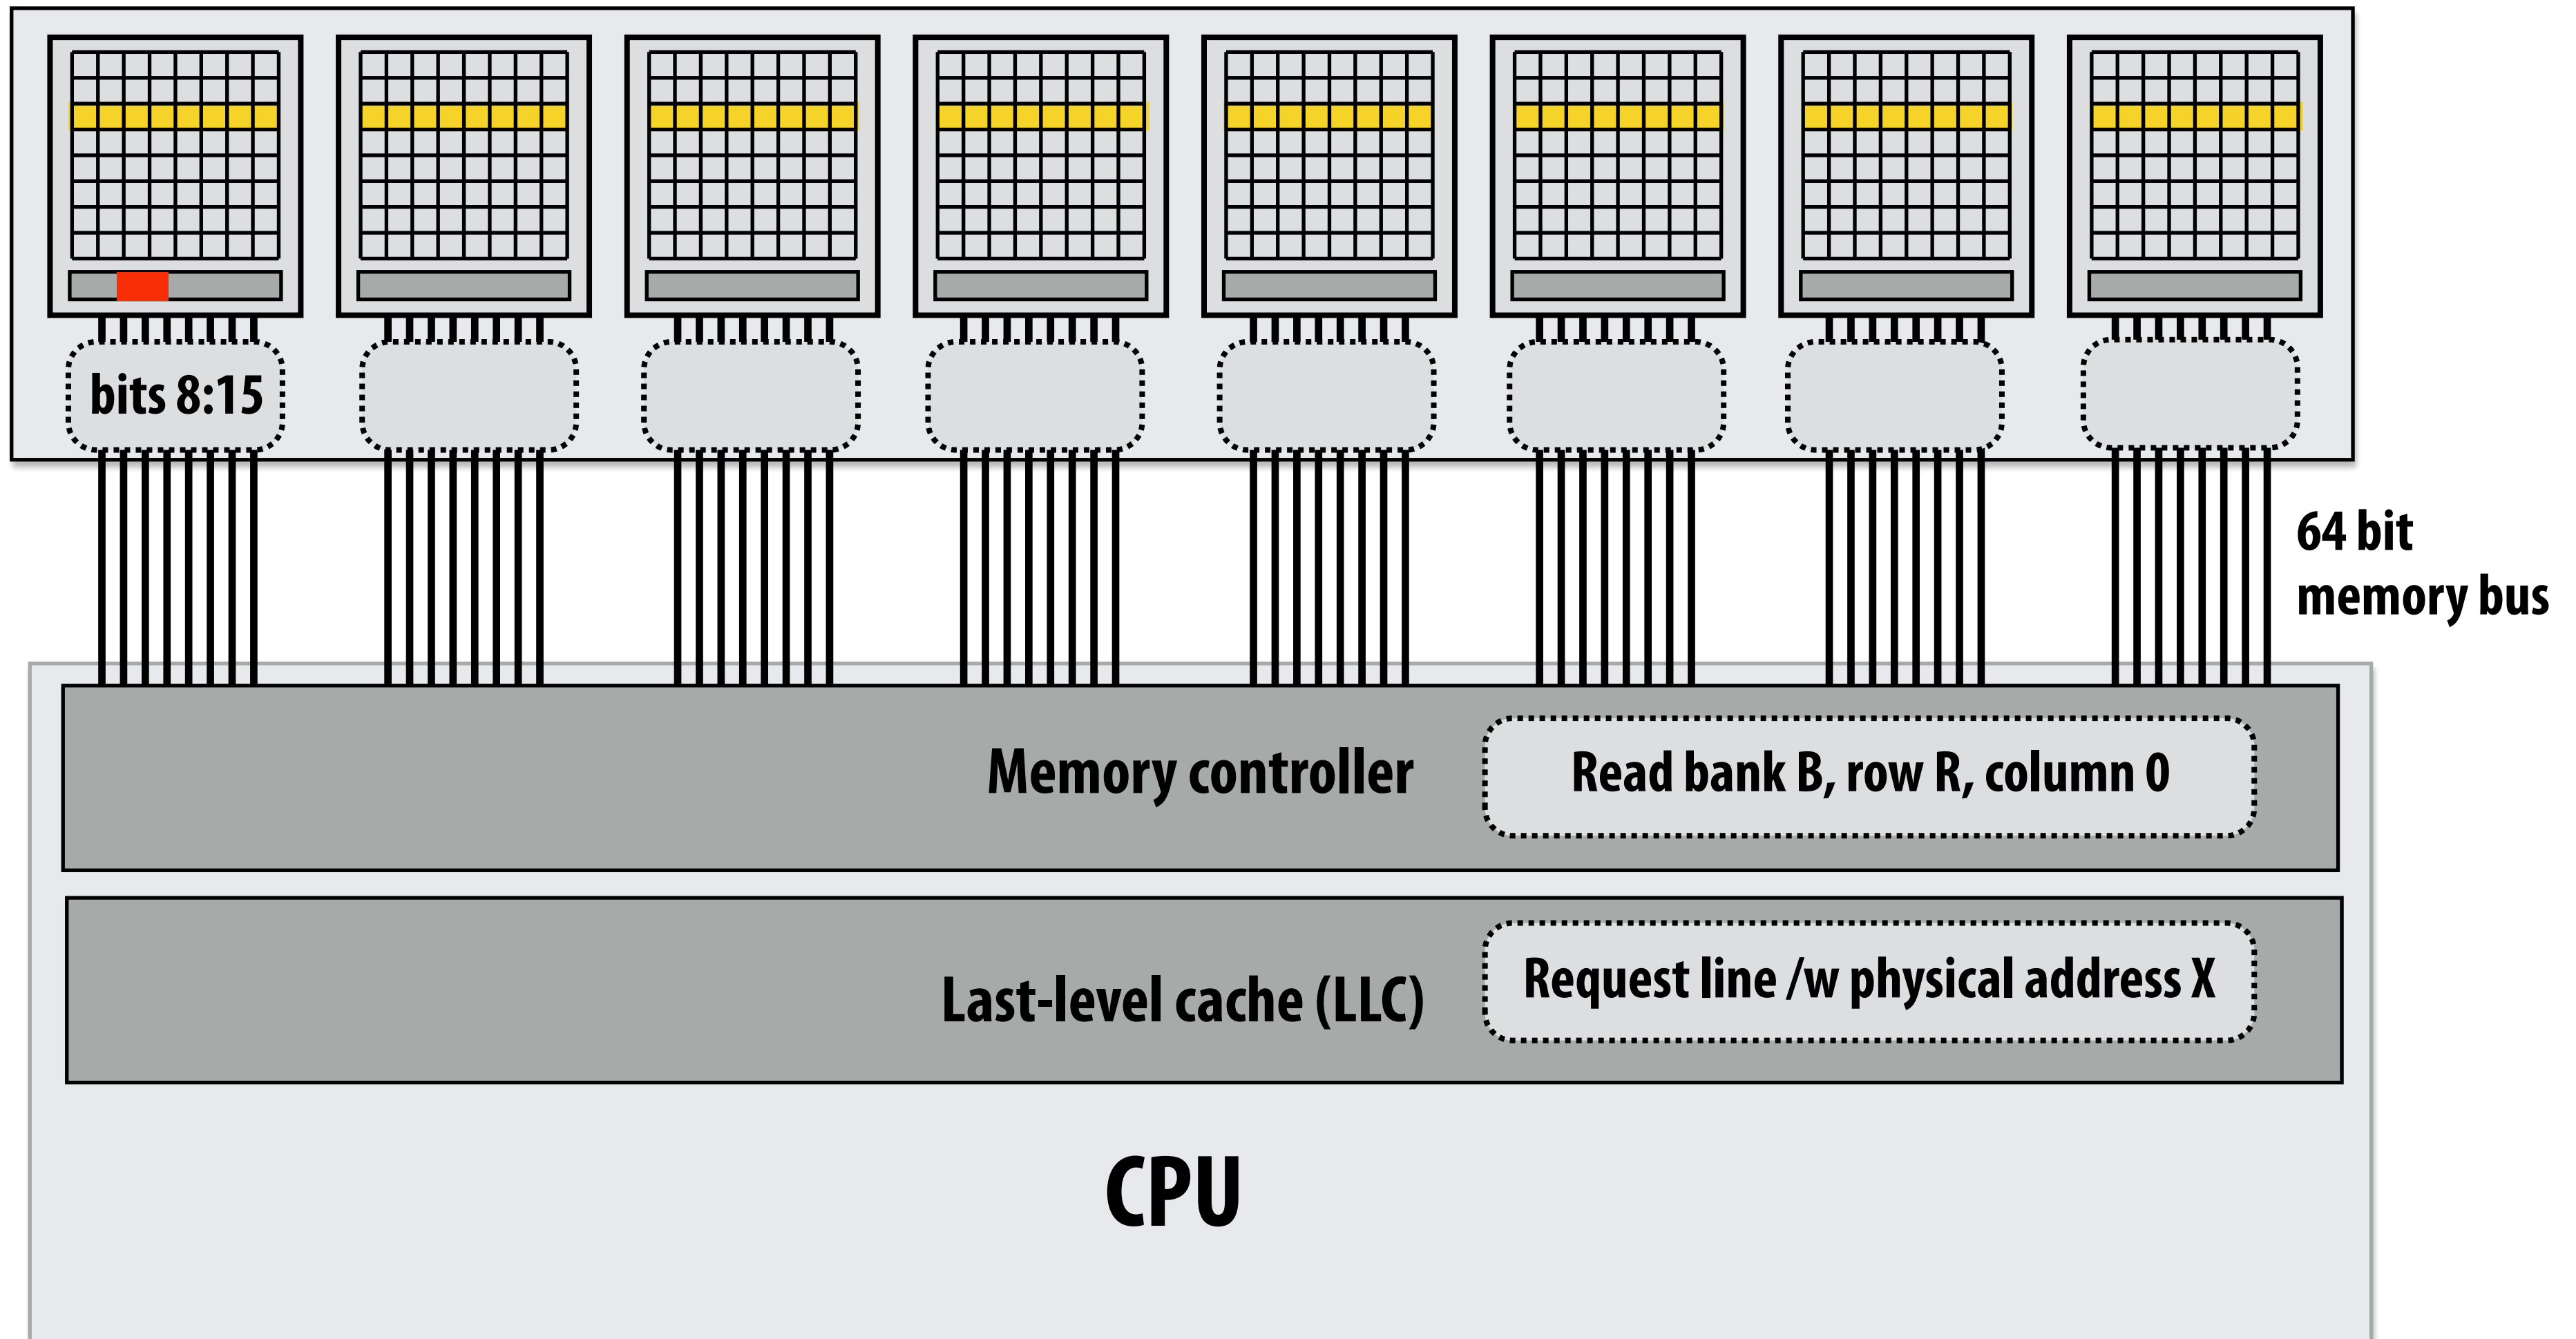 bits 8:15
64 bit
memory bus
Memory controller
Read bank B, row R, column 0
Last-level cache (LLC)
Request line /w physical address X
CPU